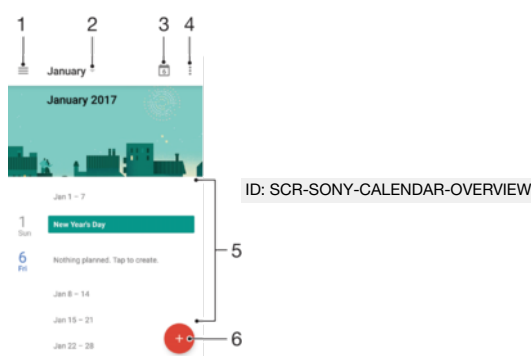 1 2 3 4
January
6
January 2017
ID: SCR-SONY-CALENDAR-OVERVIEW
Jan 1 – 7
1
Sun
New Year's Day
5
6
Fri
Nothing planned. Tap to create.
Jan 8 – 14
Jan 15 – 21
+
6
Jan 22 – 28